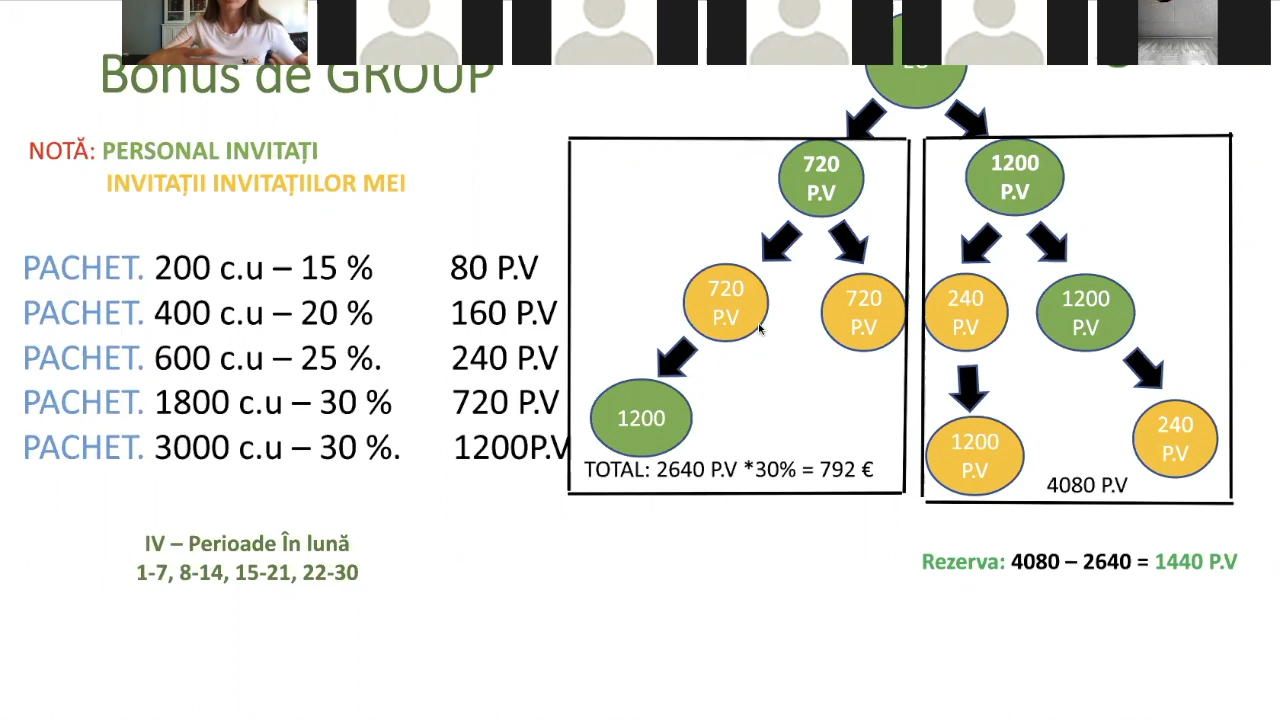 Bonus de GROUP
NOTĂ: PERSONAL INVITAȚI
INVITAȚII INVITAȚIILOR MEI
PACHET. 200 c.u – 15 % 80 P.V
PACHET. 400 c.u – 20 % 160 P.V
PACHET. 600 c.u – 25 %. 240 P.V
PACHET. 1800 c.u – 30 % 720 P.V
PACHET. 3000 c.u – 30 %. 1200P.V
IV – Perioade În lună
1-7, 8-14, 15-21, 22-30
720
P.V
720
P.V
720
P.V
1200
TOTAL: 2640 P.V *30% = 792 €
1200
P.V
240
P.V
1200
P.V
1200
P.V
240
P.V
4080 P.V
Rezerva: 4080 – 2640 = 1440 P.V